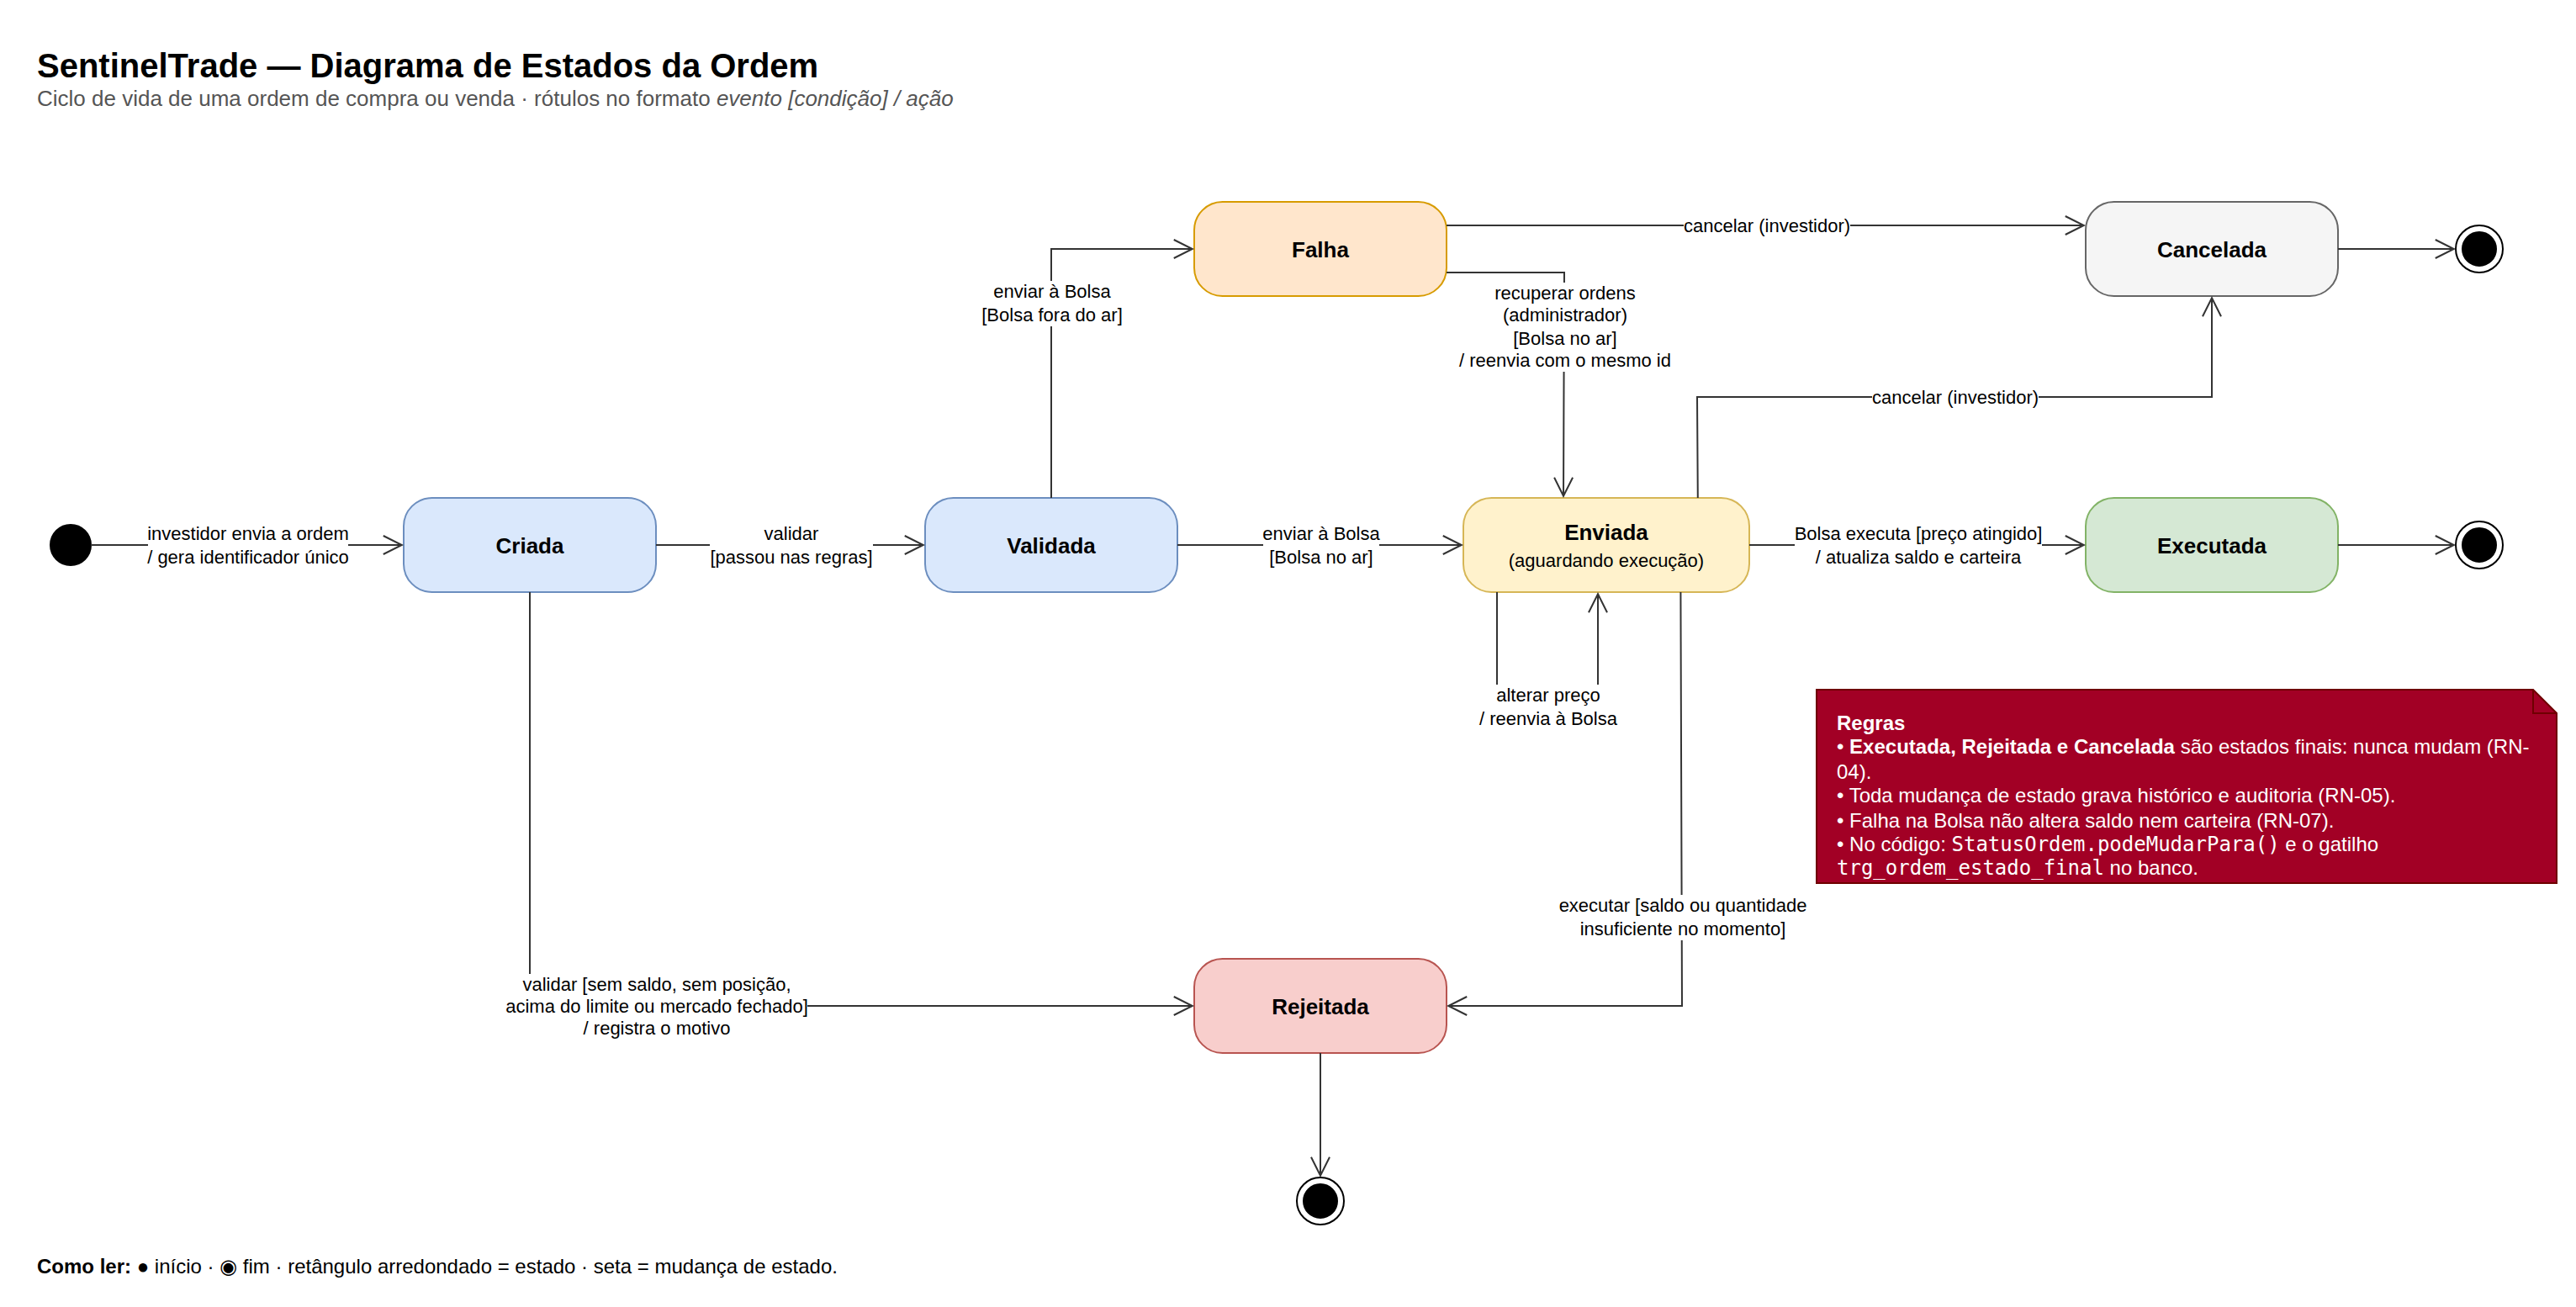 SentinelTrade — Diagrama de Estados da Ordem
Ciclo de vida de uma ordem de compra ou venda · rótulos no formato evento [condição] / ação
Falha
cancelar (investidor)
Cancelada
enviar à Bolsa
[Bolsa fora do ar]
recuperar ordens
(administrador)
[Bolsa no ar]
/ reenvia com o mesmo id
cancelar (investidor)
investidor envia a ordem
/ gera identificador único
Criada
validar
[passou nas regras]
Validada
enviar à Bolsa
[Bolsa no ar]
Enviada
(aguardando execução)
Bolsa executa [preço atingido]
/ atualiza saldo e carteira
Executada
alterar preço
/ reenvia à Bolsa
Regras
• Executada, Rejeitada e Cancelada são estados finais: nunca mudam (RN-
04).
• Toda mudança de estado grava histórico e auditoria (RN-05).
• Falha na Bolsa não altera saldo nem carteira (RN-07).
• No código: StatusOrdem.podeMudarPara() e o gatilho
trg_ordem_estado_final no banco.
executar [saldo ou quantidade
insuficiente no momento]
validar [sem saldo, sem posição,
acima do limite ou mercado fechado]
/ registra o motivo
Rejeitada
Como ler: ● início · ◉ fim · retângulo arredondado = estado · seta = mudança de estado.